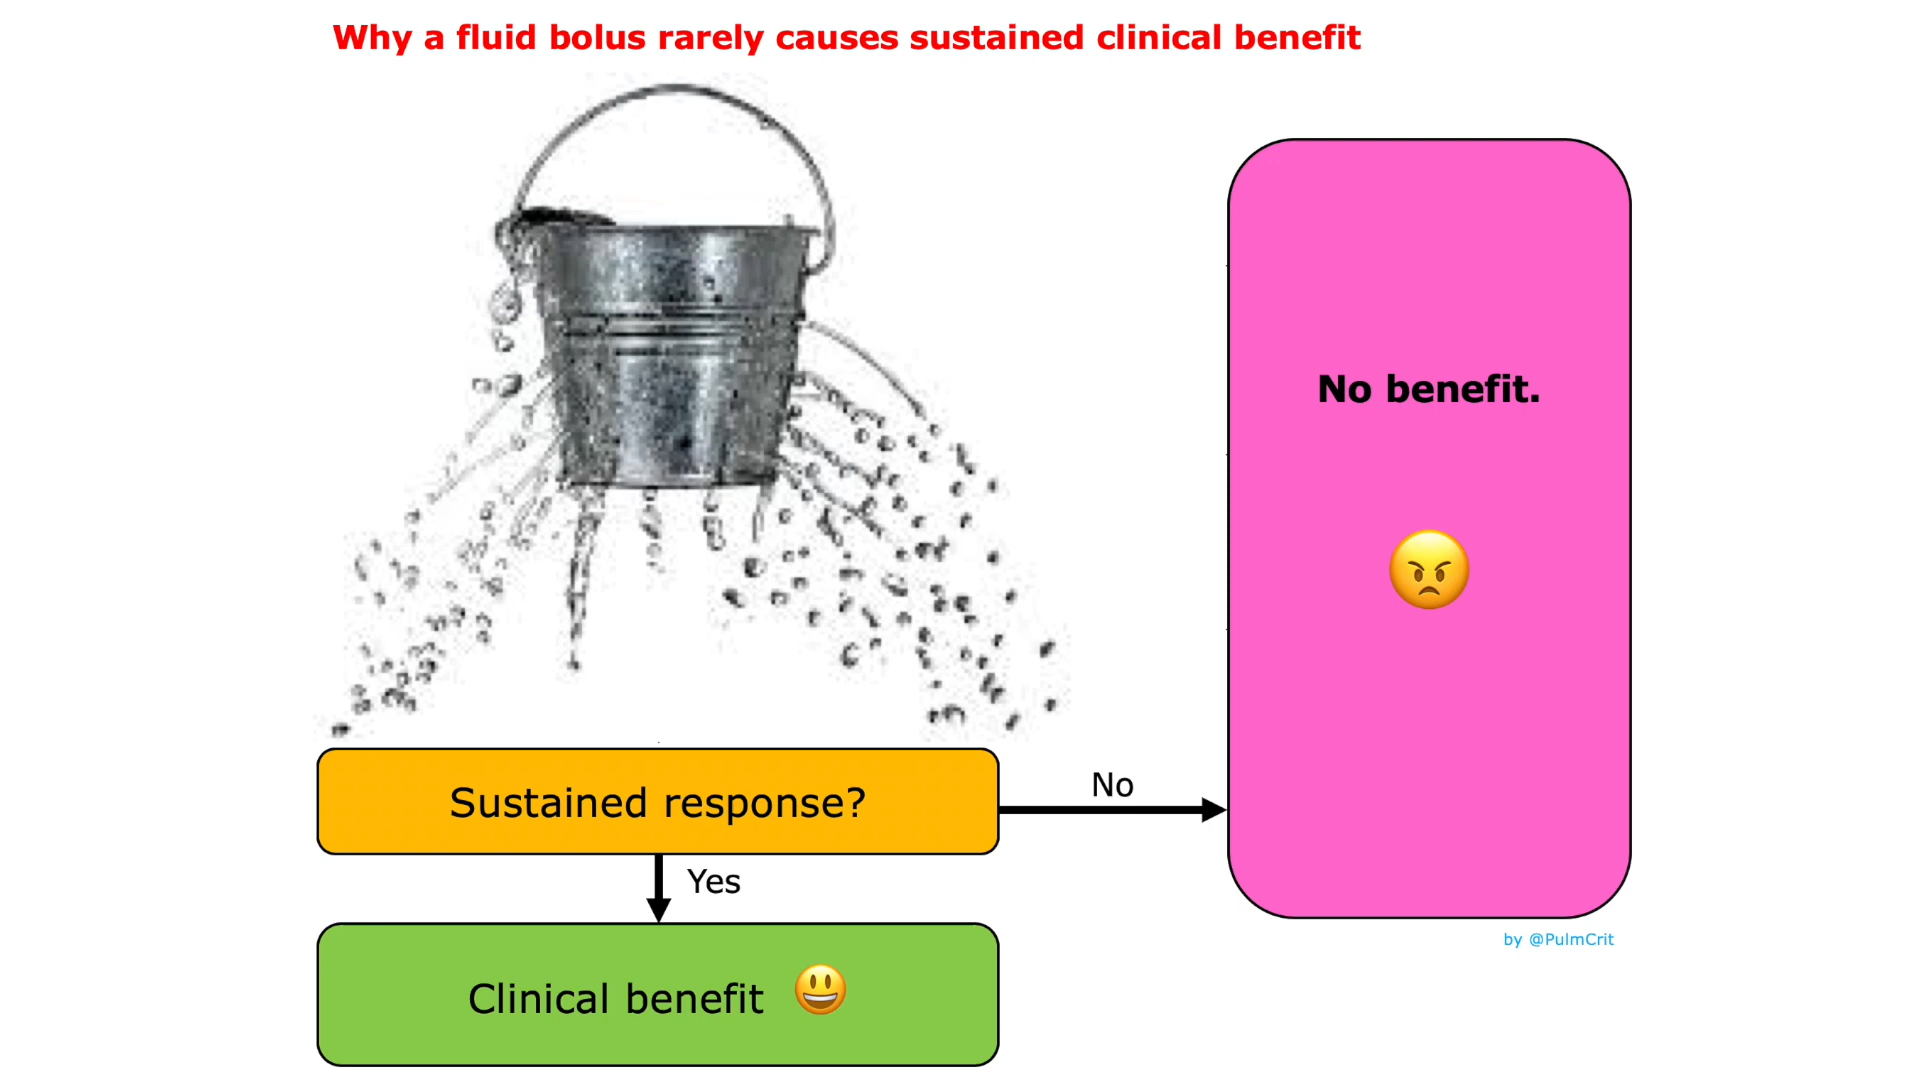 Why a fluid bolus rarely causes sustained clinical benefit
No benefit.
Sustained response?
No
Yes
Clinical benefit
by @PulmCrit